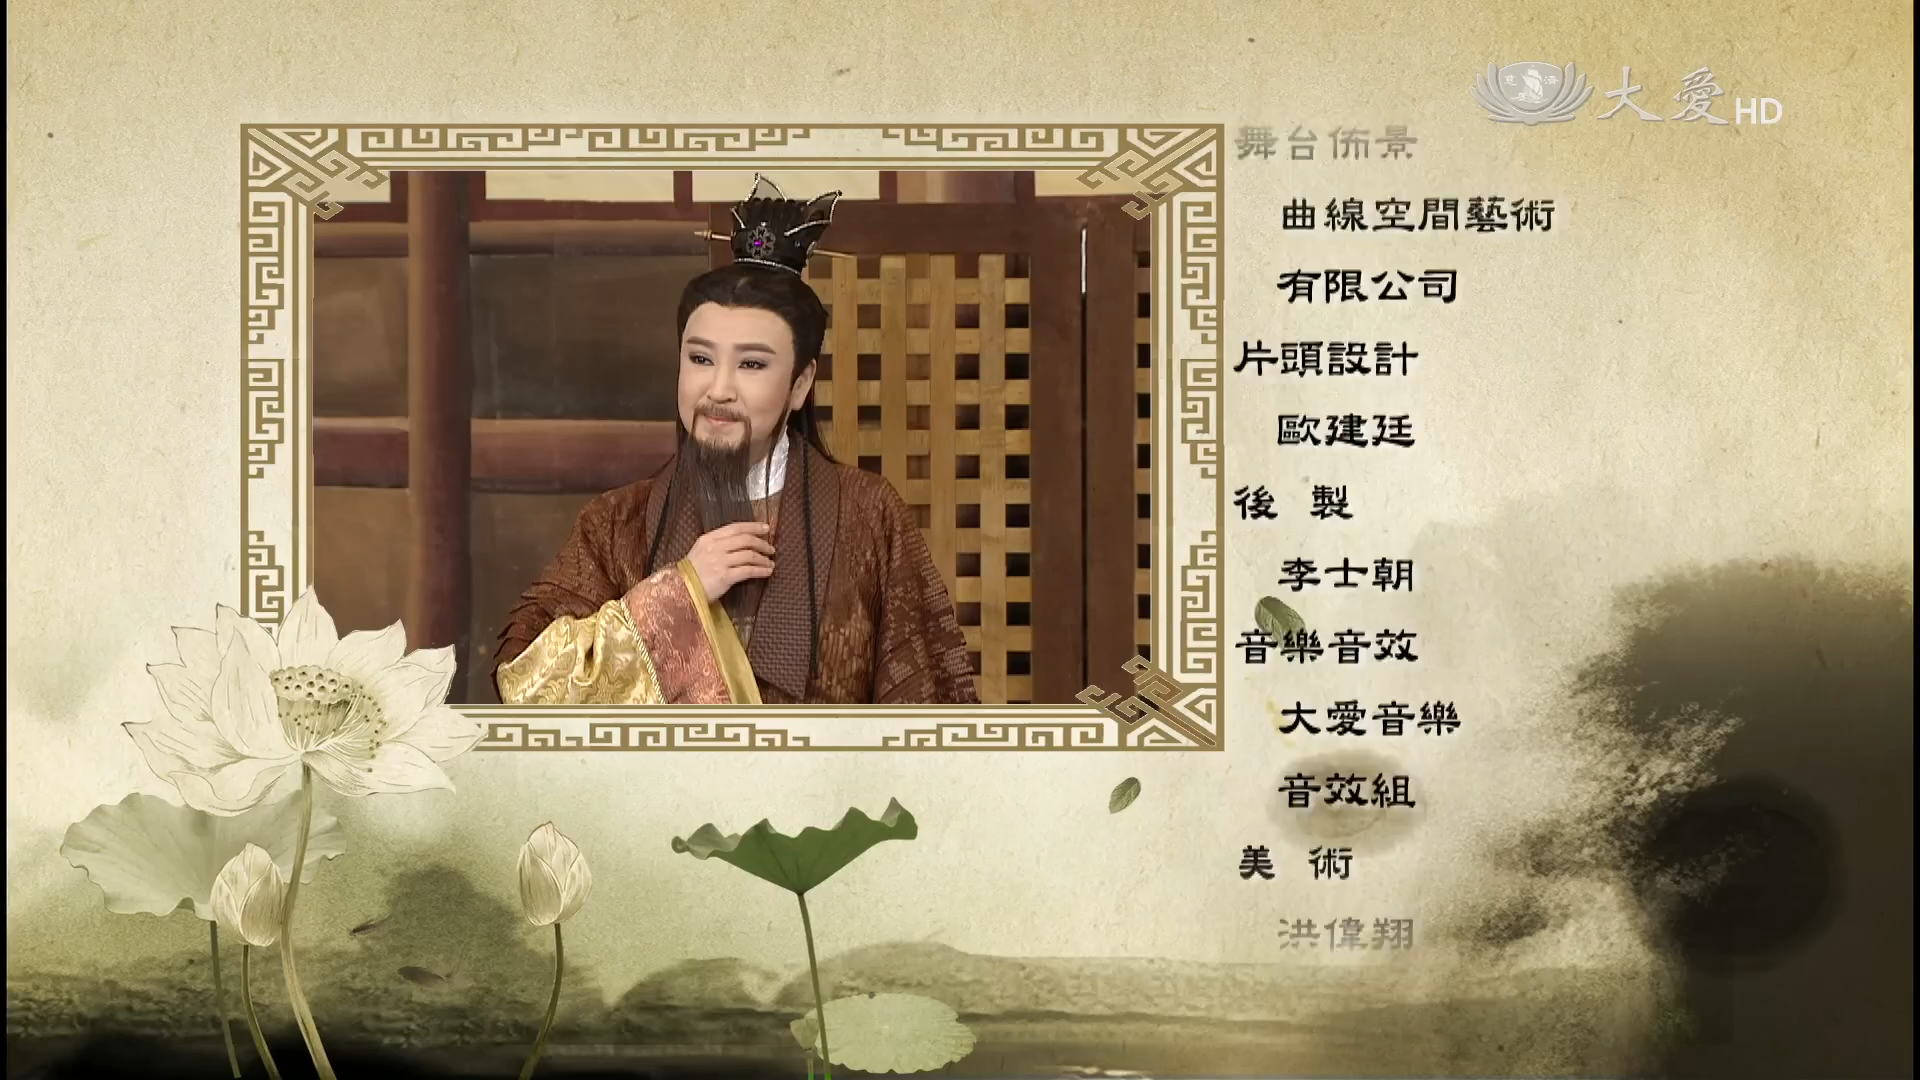 大愛HD
舞台佈景
曲線空間藝術
有限公司
片頭設計
歐建廷
後 製
李士朝
音樂音效
大愛音樂
音效組
美 術
洪偉翔